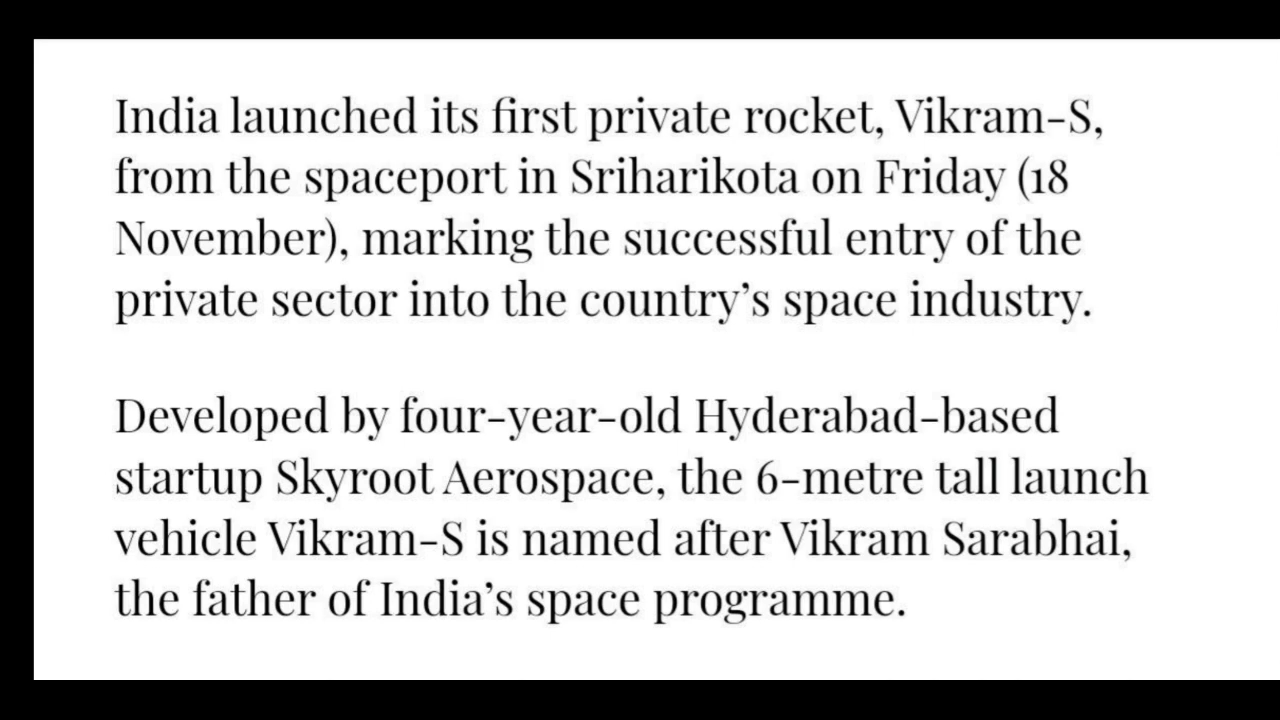 India launched its first private rocket, Vikram-S,
from the spaceport in Sriharikota on Friday (18
November), marking the successful entry of the
private sector into the country’s space industry.
Developed by four-year-old Hyderabad-based
startup Skyroot Aerospace, the 6-metre tall launch
vehicle Vikram-S is named after Vikram Sarabhai,
the father of India’s space programme.